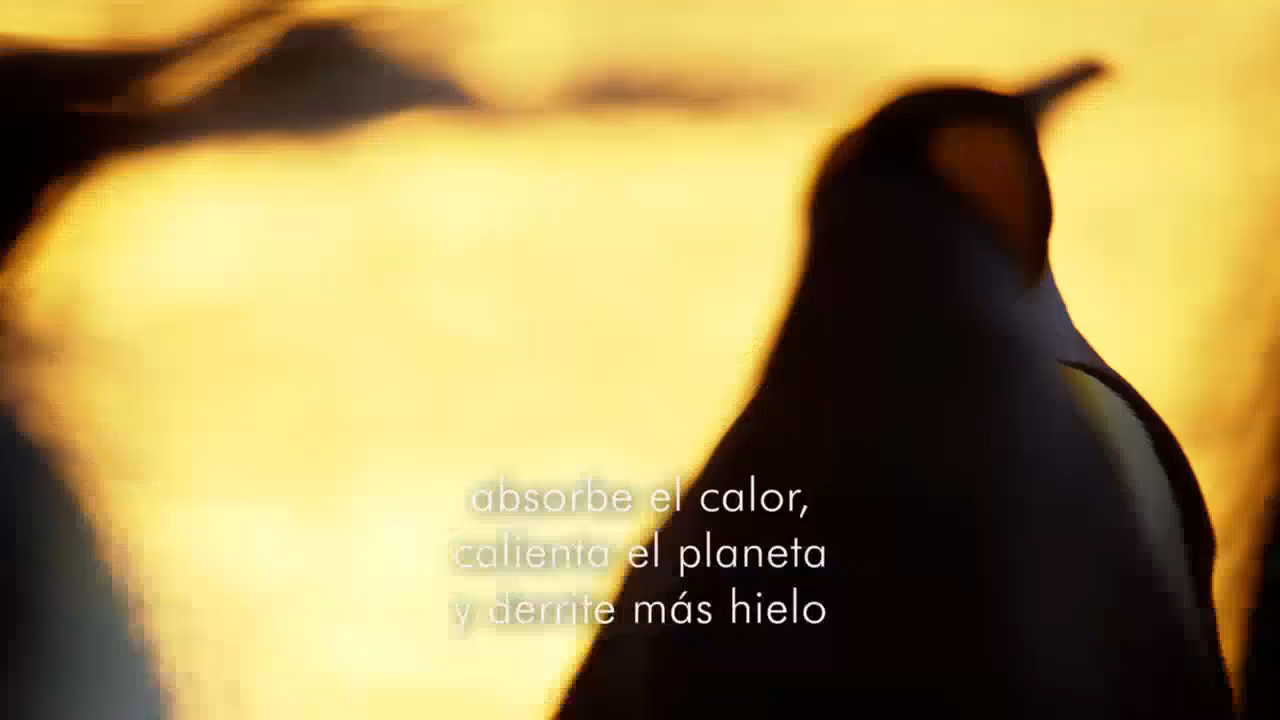 absorbe el calor,
calienta el planeta
y derrite más hielo